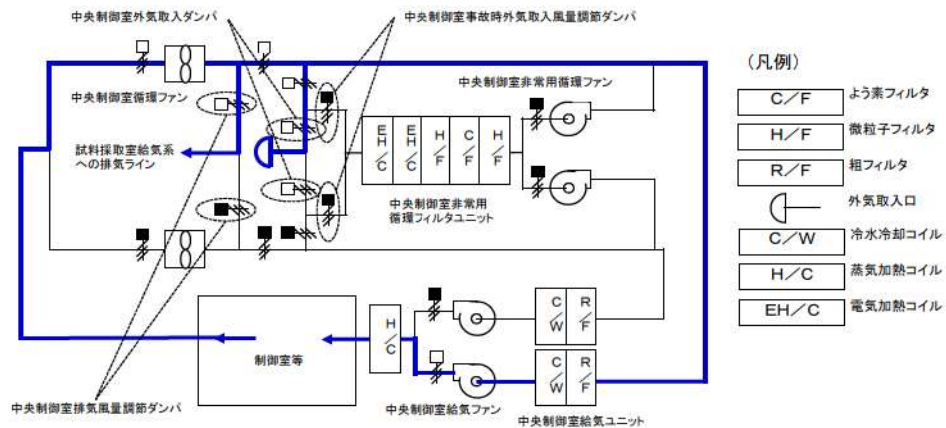 中央制御室外気取入ダンパ
中央制御室事故時外気取入風量調節ダンパ
中央制御室循環ファン
中央制御室非常用循環ファン
試料採取室給気系
への排気ライン
EH/C
EH/C
H/F
C/F
H/F
中央制御室非常用
循環フィルタユニット
制御室等
H/C
C/W
R/F
C/W
R/F
中央制御室排気風量調節ダンパ
中央制御室給気ファン
中央制御室給気ユニット
(凡例)
C/F
よう素フィルタ
H/F
微粒子フィルタ
R/F
粗フィルタ
外気取入口
C/W
冷水冷却コイル
H/C
蒸気加熱コイル
EH/C
電気加熱コイル